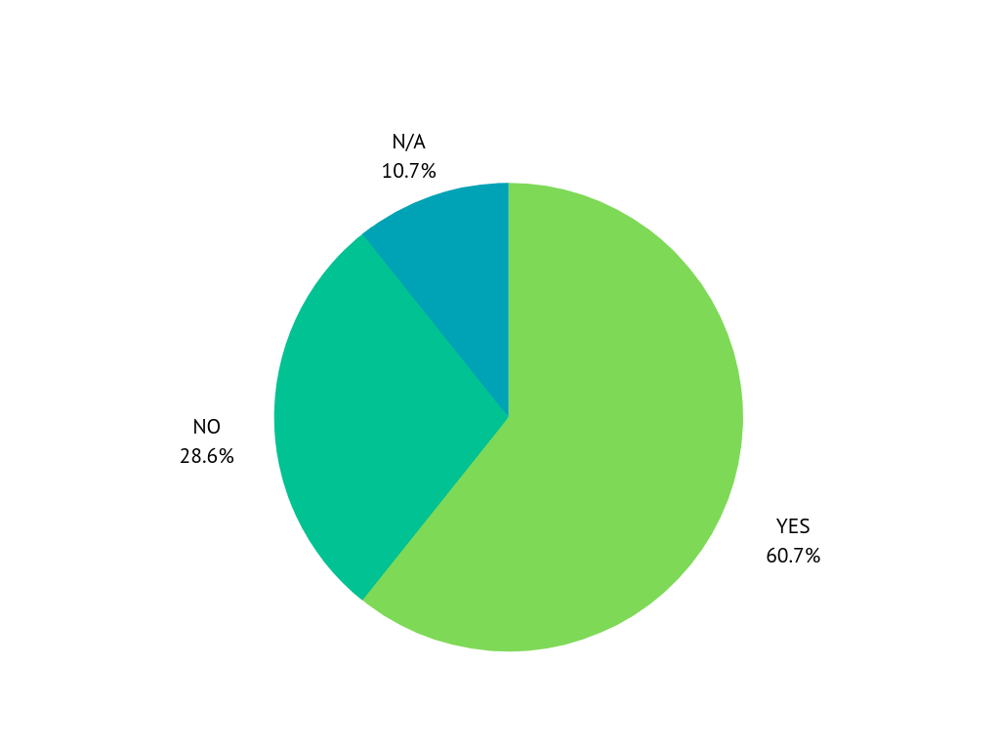 N/A
10.7%
NO
28.6%
YES
60.7%